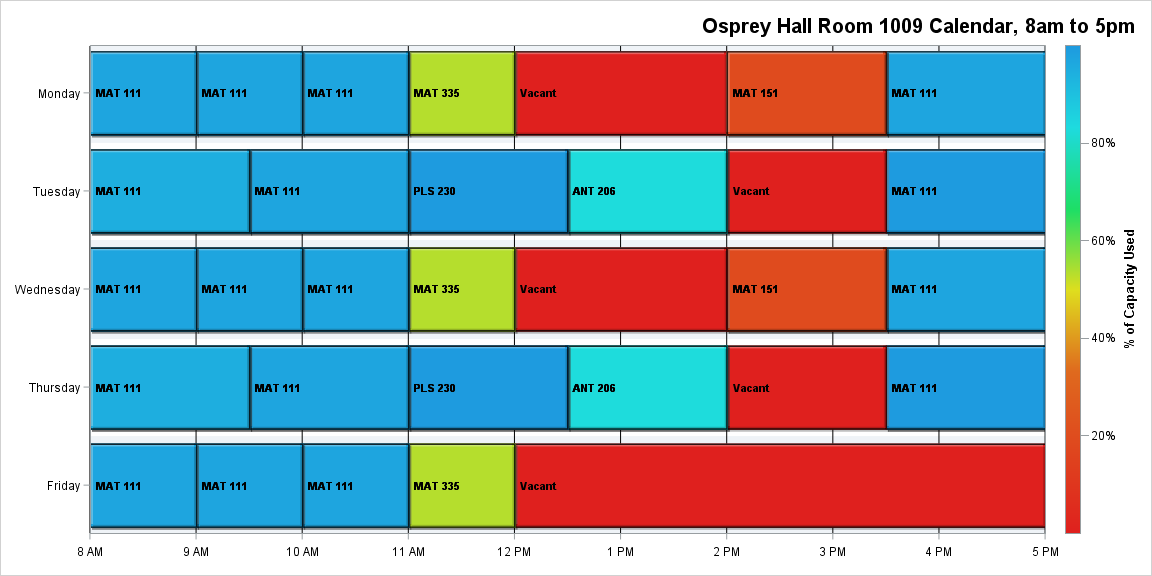 Osprey Hall Room 1009 Calendar, 8am to 5pm
Monday
MAT 111
MAT 111
MAT 111
MAT 335
Vacant
MAT 151
MAT 111
Tuesday
MAT 111
MAT 111
PLS 230
ANT 206
Vacant
MAT 111
Wednesday
MAT 111
MAT 111
MAT 111
MAT 335
Vacant
MAT 151
MAT 111
Thursday
MAT 111
MAT 111
PLS 230
ANT 206
Vacant
MAT 111
Friday
MAT 111
MAT 111
MAT 111
MAT 335
Vacant
8 AM
9 AM
10 AM
11 AM
12 PM
1 PM
2 PM
3 PM
4 PM
5 PM
80%
60%
40%
20%
% of Capacity Used